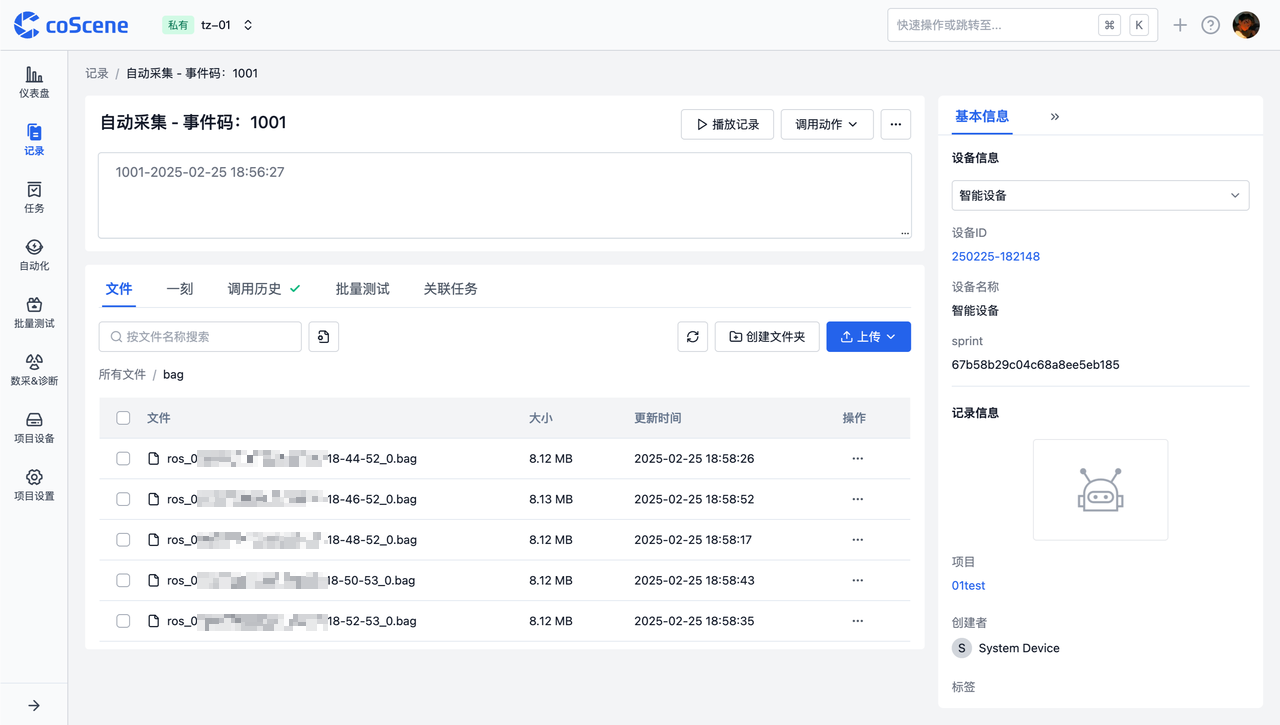 coScene
私有 tz-01
快速操作或跳转至... ⌘ K
仪表盘
记录
任务
自动化
批量测试
数采&诊断
项目设备
项目设置
记录 / 自动采集 - 事件码：1001
自动采集 - 事件码：1001
播放记录 调用动作 ...
1001-2025-02-25 18:56:27
文件 一刻 调用历史 批量测试 关联任务
按文件名称搜索 创建文件夹 上传
所有文件 / bag
文件 大小 更新时间 操作
ros_0 18-44-52_0.bag 8.12 MB 2025-02-25 18:58:26 ...
ros_0 18-46-52_0.bag 8.13 MB 2025-02-25 18:58:52 ...
ros_0 -18-48-52_0.bag 8.12 MB 2025-02-25 18:58:17 ...
ros_0 18-50-53_0.bag 8.12 MB 2025-02-25 18:58:43 ...
ros_0 18-52-53_0.bag 8.12 MB 2025-02-25 18:58:35 ...
基本信息 »
设备信息
智能设备
设备ID
250225-182148
设备名称
智能设备
sprint
67b58b29c04c68a8ee5eb185
记录信息
项目
01test
创建者
S System Device
标签